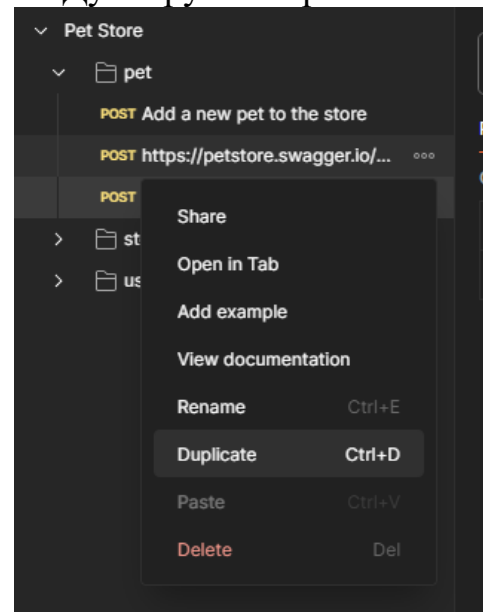 Pet Store
pet
POST Add a new pet to the store
POST https://petstore.swagger.io/...
POST
st
us
Share
Open in Tab
Add example
View documentation
Rename Ctrl+E
Duplicate Ctrl+D
Paste Ctrl+V
Delete Del